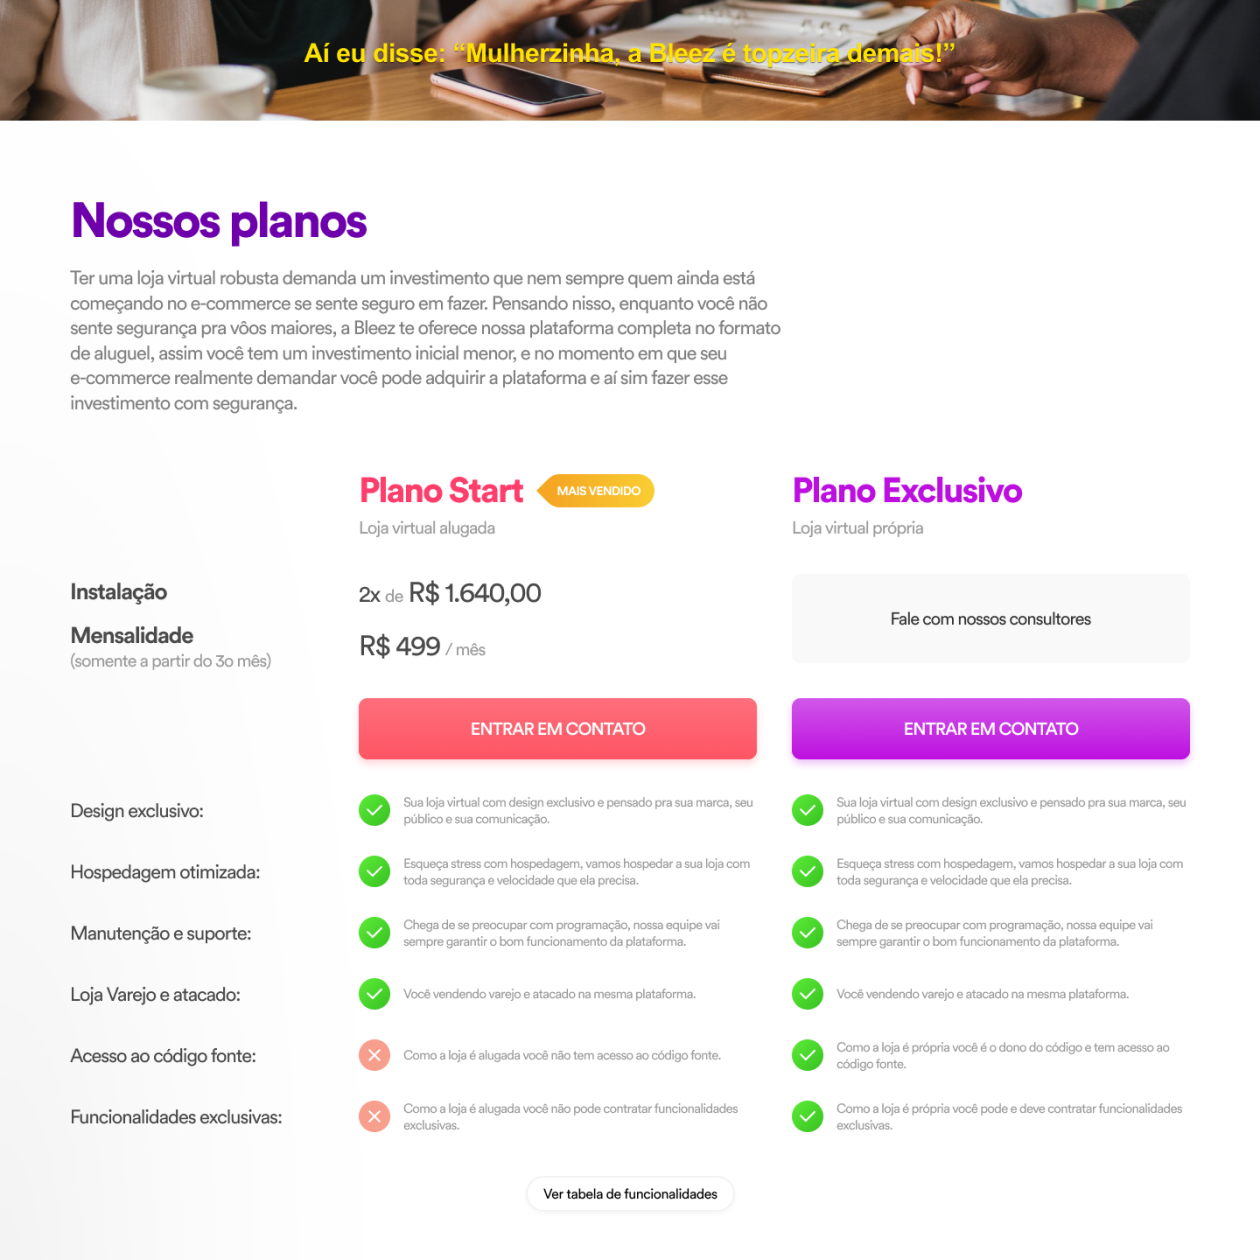 Aí eu disse: “Mulherzinha, a Bleez é topzeira demais!”
Nossos planos
Ter uma loja virtual robusta demanda um investimento que nem sempre quem ainda está
começando no e-commerce se sente seguro em fazer. Pensando nisso, enquanto você não
sente segurança pra vôos maiores, a Bleez te oferece nossa plataforma completa no formato
de aluguel, assim você tem um investimento inicial menor, e no momento em que seu
e-commerce realmente demandar você pode adquirir a plataforma e aí sim fazer esse
investimento com segurança.
Plano Start
MAIS VENDIDO
Loja virtual alugada
Plano Exclusivo
Loja virtual própria
Instalação
2x de R$ 1.640,00
Mensalidade
(somente a partir do 3o mês)
R$ 499 / mês
Fale com nossos consultores
ENTRAR EM CONTATO
ENTRAR EM CONTATO
Design exclusivo:
Sua loja virtual com design exclusivo e pensado pra sua marca, seu
público e sua comunicação.
Sua loja virtual com design exclusivo e pensado pra sua marca, seu
público e sua comunicação.
Hospedagem otimizada:
Esqueça stress com hospedagem, vamos hospedar a sua loja com
toda segurança e velocidade que ela precisa.
Esqueça stress com hospedagem, vamos hospedar a sua loja com
toda segurança e velocidade que ela precisa.
Manutenção e suporte:
Chega de se preocupar com programação, nossa equipe vai
sempre garantir o bom funcionamento da plataforma.
Chega de se preocupar com programação, nossa equipe vai
sempre garantir o bom funcionamento da plataforma.
Loja Varejo e atacado:
Você vendendo varejo e atacado na mesma plataforma.
Você vendendo varejo e atacado na mesma plataforma.
Acesso ao código fonte:
Como a loja é alugada você não tem acesso ao código fonte.
Como a loja é própria você é o dono do código e tem acesso ao
código fonte.
Funcionalidades exclusivas:
Como a loja é alugada você não pode contratar funcionalidades
exclusivas.
Como a loja é própria você pode e deve contratar funcionalidades
exclusivas.
Ver tabela de funcionalidades